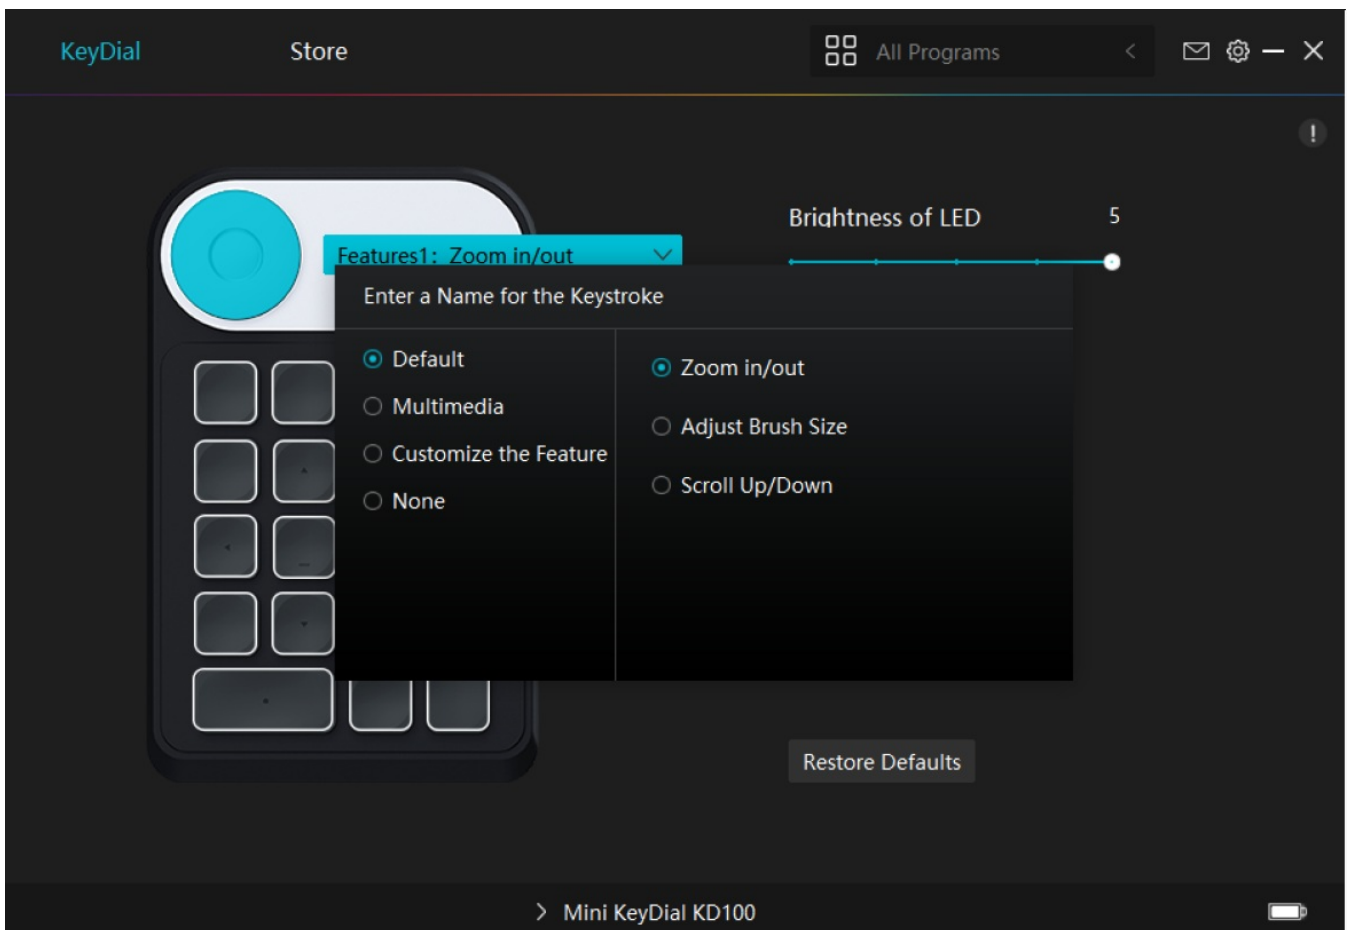 KeyDial
Store
All Programs
Brightness of LED 5
Features1: Zoom in/out
Enter a Name for the Keystroke
Default
Multimedia
Customize the Feature
None
Zoom in/out
Adjust Brush Size
Scroll Up/Down
Restore Defaults
Mini KeyDial KD100